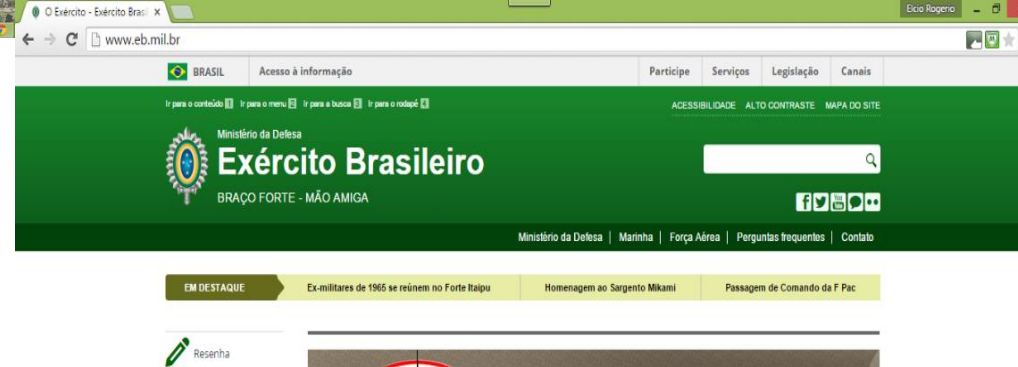 O Exército - Exército Bras
Elcio Rogerio
www.eb.mil.br
BRASIL Acesso à informação Participe Serviços Legislação Canais
Ir para o conteúdo 1 Ir para o menu 2 Ir para a busca 3 Ir para o rodapé 4 ACESSIBILIDADE ALTO CONTRASTE MAPA DO SITE
Ministério da Defesa
Exército Brasileiro
BRAÇO FORTE - MÃO AMIGA
Ministério da Defesa | Marinha | Força Aérea | Perguntas frequentes | Contato
EM DESTAQUE Ex-militares de 1965 se reúnem no Forte Itaipu Homenagem ao Sargento Mikami Passagem de Comando da F Pac
Resenha